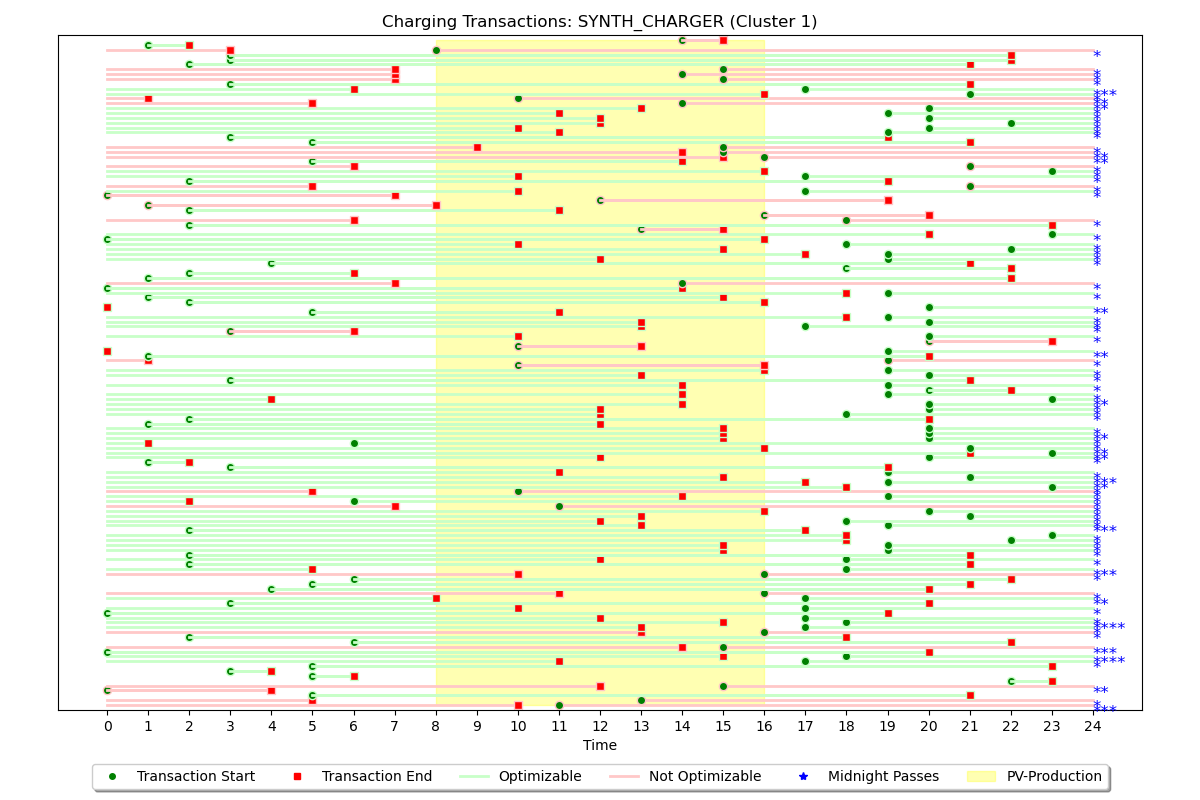 Charging Transactions: SYNTH_CHARGER (Cluster 1)
0 1 2 3 4 5 6 7 8 9 10 11 12 13 14 15 16 17 18 19 20 21 22 23 24
Time
Transaction Start Transaction End Optimizable Not Optimizable Midnight Passes PV-Production